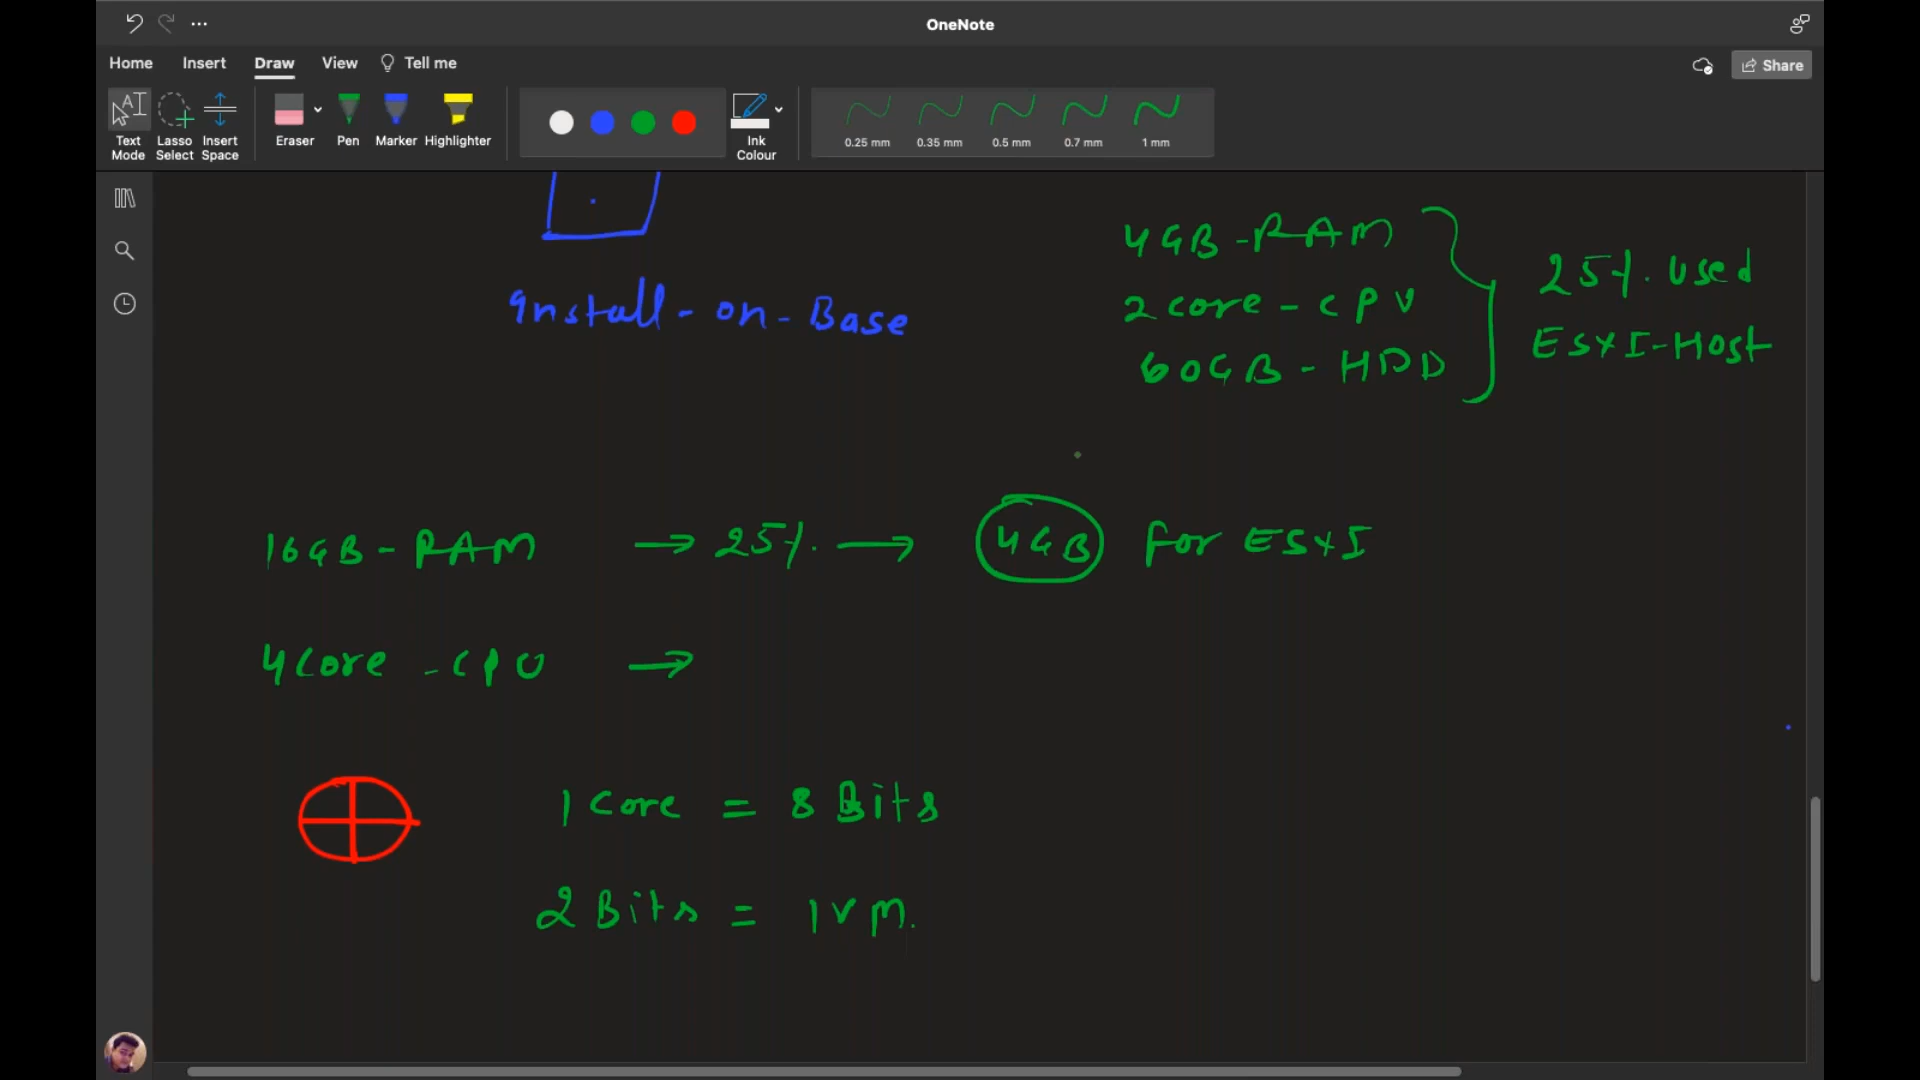 OneNote
Home Insert Draw View Tell me
Share
Text Mode
Lasso Select
Insert Space
Eraser
Pen
Marker
Highlighter
Ink Colour
0.25 mm
0.35 mm
0.5 mm
0.7 mm
1 mm
4GB-RAM
2core-CPU
60GB-HDD
25%. Used
ESXI-Host
Install-on-Base
16GB-RAM → 25%. → 4GB for ESXI
4Core-CPU →
1 Core = 8 Bits
2 Bits = 1VM.